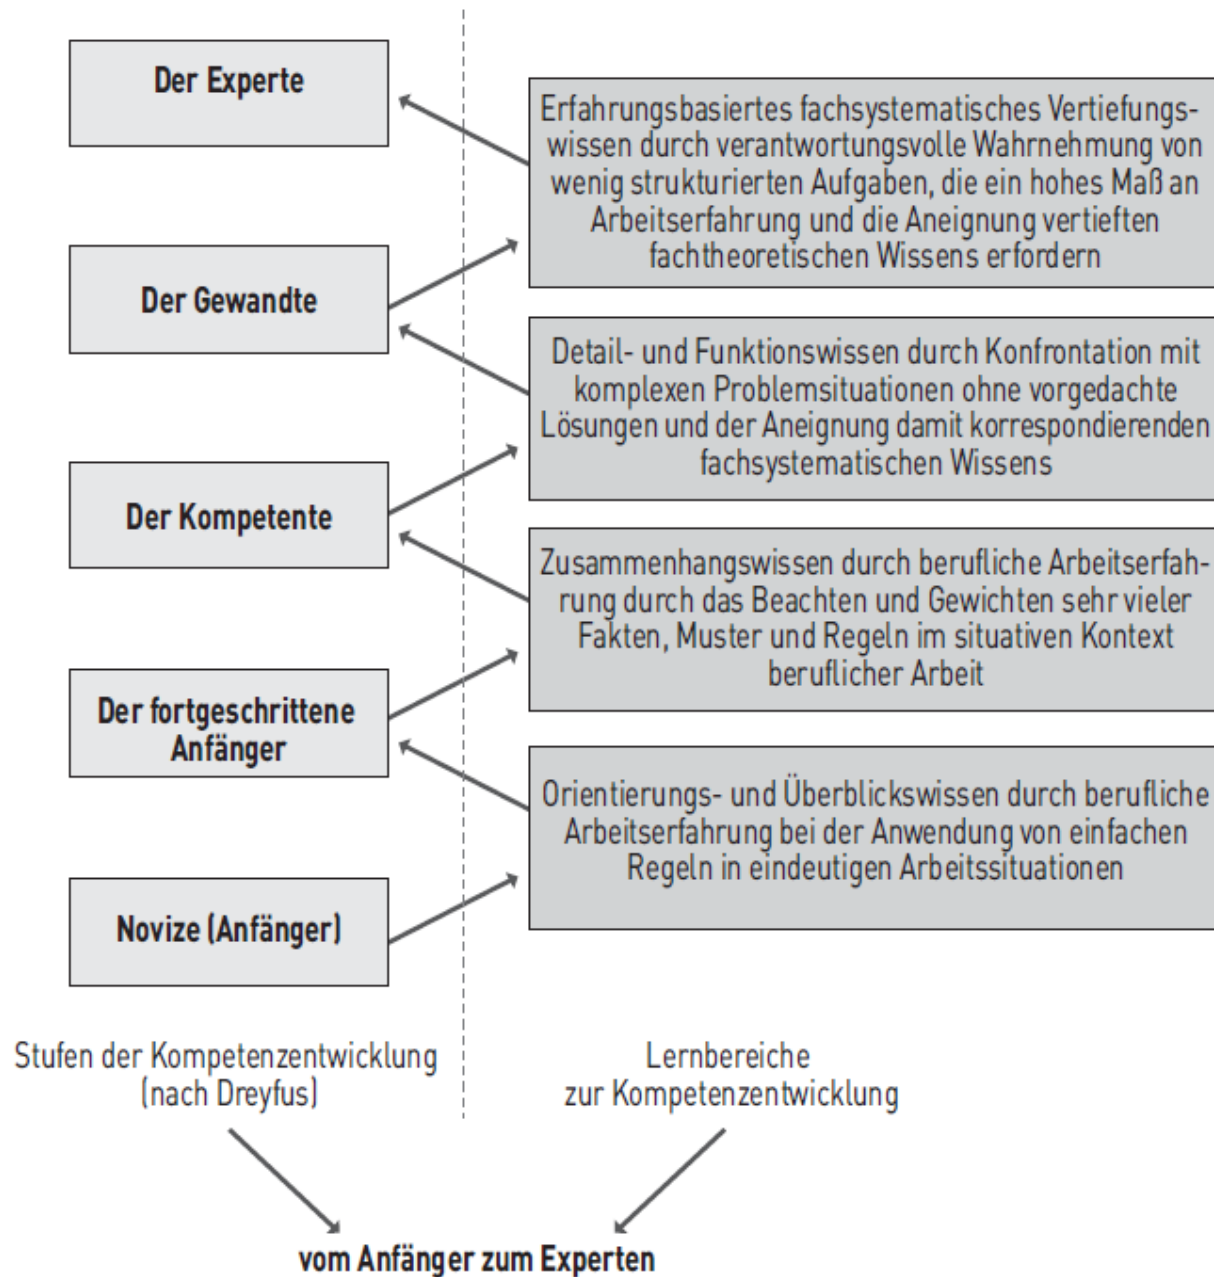 Der Experte
Erfahrungsbasiertes fachsystematisches Vertiefungs-
wissen durch verantwortungsvolle Wahrnehmung von
wenig strukturierten Aufgaben, die ein hohes Maß an
Arbeitserfahrung und die Aneignung vertieften
fachtheoretischen Wissens erfordern
Der Gewandte
Detail- und Funktionswissen durch Konfrontation mit
komplexen Problemsituationen ohne vorgedachte
Lösungen und der Aneignung damit korrespondierenden
fachsystematischen Wissens
Der Kompetente
Zusammenhangswissen durch berufliche Arbeitserfah-
rung durch das Beachten und Gewichten sehr vieler
Fakten, Muster und Regeln im situativen Kontext
beruflicher Arbeit
Der fortgeschrittene
Anfänger
Orientierungs- und Überblickswissen durch berufliche
Arbeitserfahrung bei der Anwendung von einfachen
Regeln in eindeutigen Arbeitssituationen
Novize (Anfänger)
Stufen der Kompetenzentwicklung
(nach Dreyfus)
Lernbereiche
zur Kompetenzentwicklung
vom Anfänger zum Experten